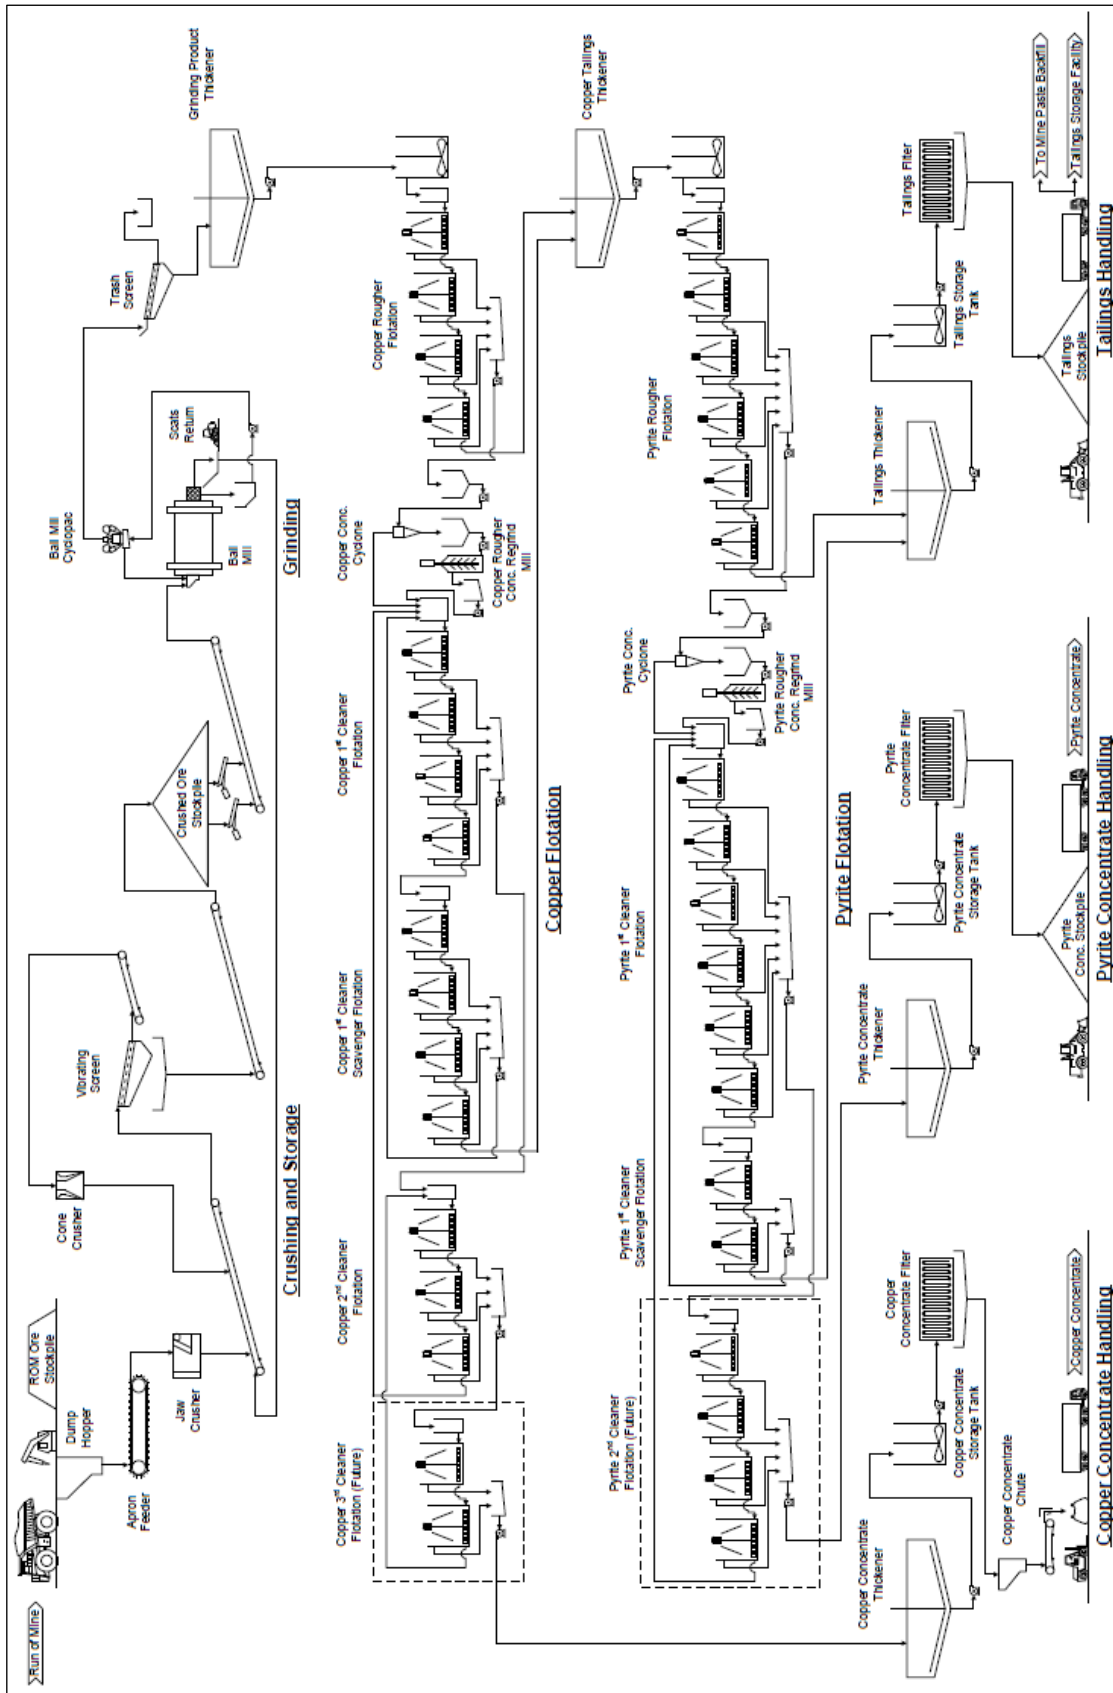 Run of Mine
ROM Ore
Stockpile
Dump
Hopper
Apron
Feeder
Jaw
Crusher
Cone
Crusher
Vibrating
Screen
Crushed Ore
Stockpile
Crushing and Storage
Ball Mill
Cyclopac
Ball
Mill
Scats
Return
Trash
Screen
Grinding Product
Thickener
Grinding
Copper 3rd Cleaner
Flotation (Future)
Copper 2nd Cleaner
Flotation
Copper 1st Cleaner
Scavenger Flotation
Copper 1st Cleaner
Flotation
Copper Conc.
Cyclone
Copper Rougher
Conc. Regrind
Mill
Copper Rougher
Flotation
Copper Tailings
Thickener
Copper Flotation
Pyrite 2nd Cleaner
Flotation (Future)
Pyrite 1st Cleaner
Scavenger Flotation
Pyrite 1st Cleaner
Flotation
Pyrite Conc.
Cyclone
Pyrite Rougher
Conc. Regrind
Mill
Pyrite Rougher
Flotation
Pyrite Flotation
Copper Concentrate
Thickener
Copper Concentrate
Storage Tank
Copper
Concentrate Filter
Copper Concentrate
Chute
Copper Concentrate
Copper Concentrate Handling
Pyrite Concentrate
Thickener
Pyrite Concentrate
Storage Tank
Pyrite
Concentrate Filter
Pyrite
Conc. Stockpile
Pyrite Concentrate
Pyrite Concentrate Handling
Tailings Thickener
Tailings Storage
Tank
Tailings Filter
Tailings
Stockpile
To Mine Paste Backfill
Tailings Storage Facility
Tailings Handling